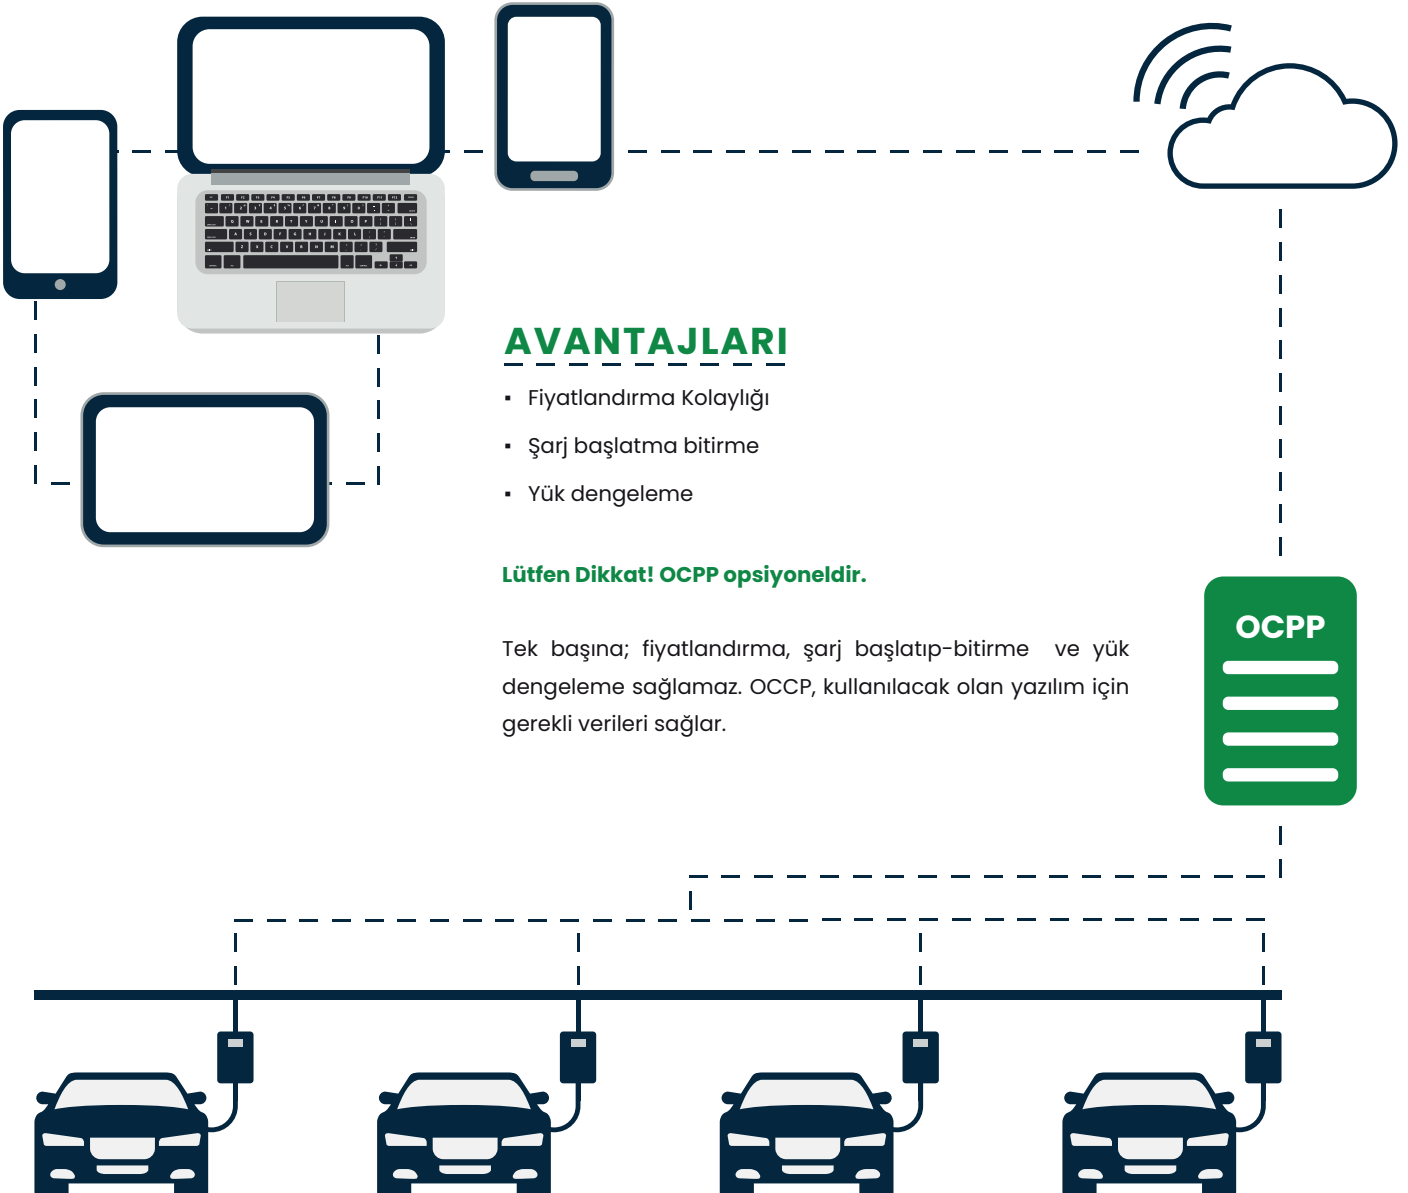 AVANTAJLARI
▪ Fiyatlandırma Kolaylığı
▪ Şarj başlatma bitirme
▪ Yük dengeleme
Lütfen Dikkat! OCPP opsiyoneldir.
Tek başına; fiyatlandırma, şarj başlatıp-bitirme ve yük
dengeleme sağlamaz. OCCP, kullanılacak olan yazılım için
gerekli verileri sağlar.
OCPP